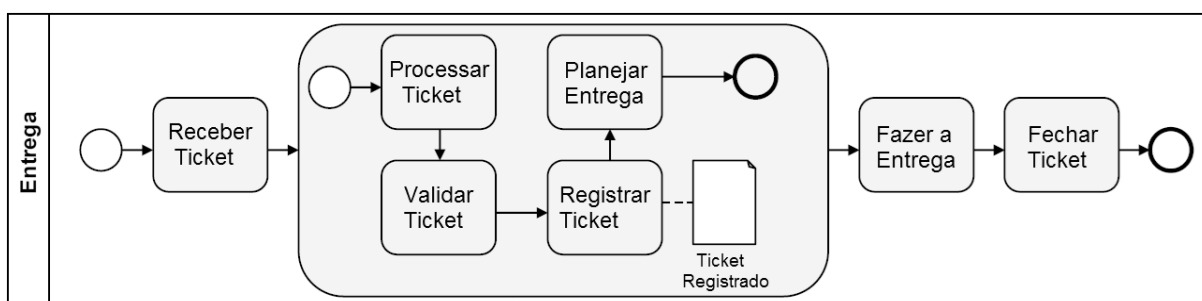 Entrega
Receber
Ticket
Processar
Ticket
Validar
Ticket
Registrar
Ticket
Planejar
Entrega
Ticket
Registrado
Fazer a
Entrega
Fechar
Ticket